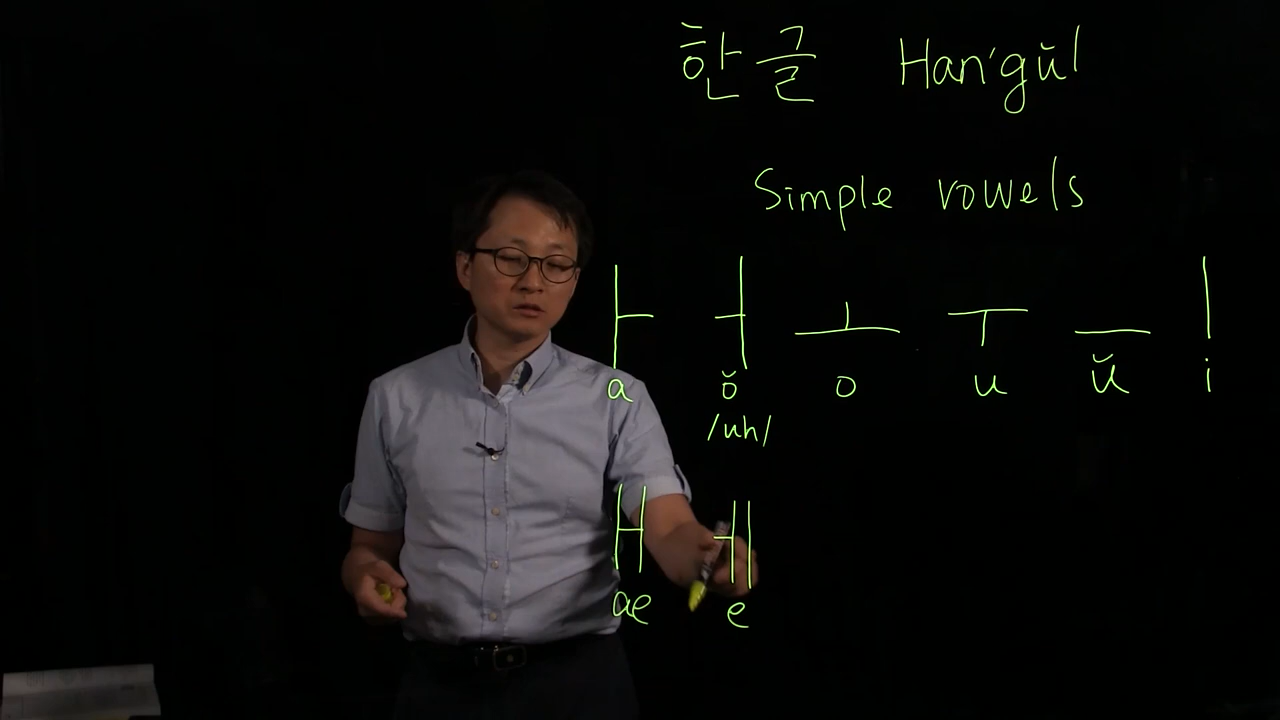 한글 Han'gŭl
Simple vowels
ㅏ ㅓ ㅗ ㅜ ㅡ ㅣ
a ŏ o u ŭ i
/uh/
ㅐ ㅔ
ae e